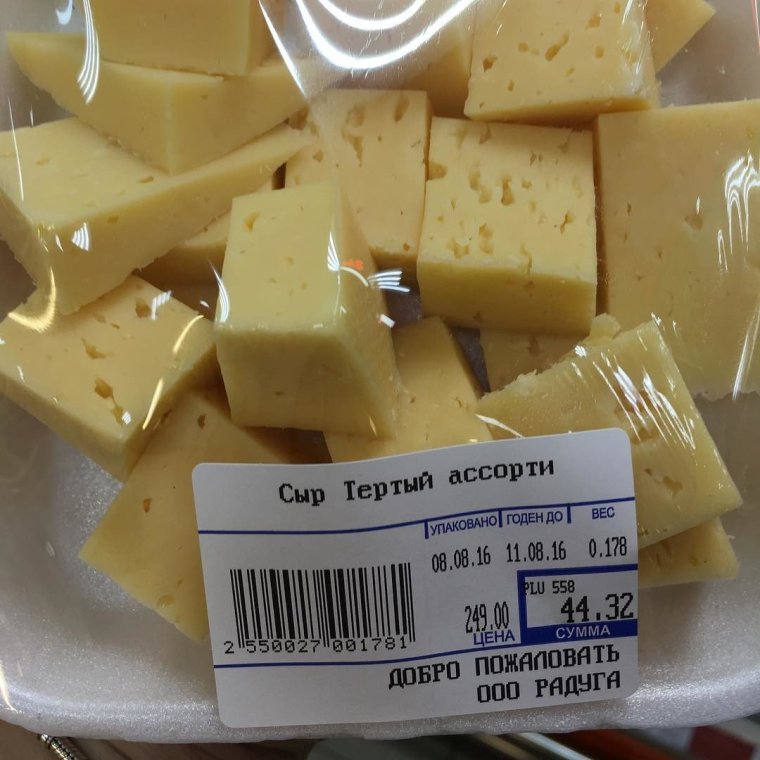 Сыр Тертый ассорти
УПАКОВАНО ГОДЕН ДО ВЕС
08.08.16 11.08.16 0.178
PLU 558
249.00 44.32
ЦЕНА СУММА
2 550027 001781
ДОБРО ПОЖАЛОВАТЬ
ООО РАДУГА